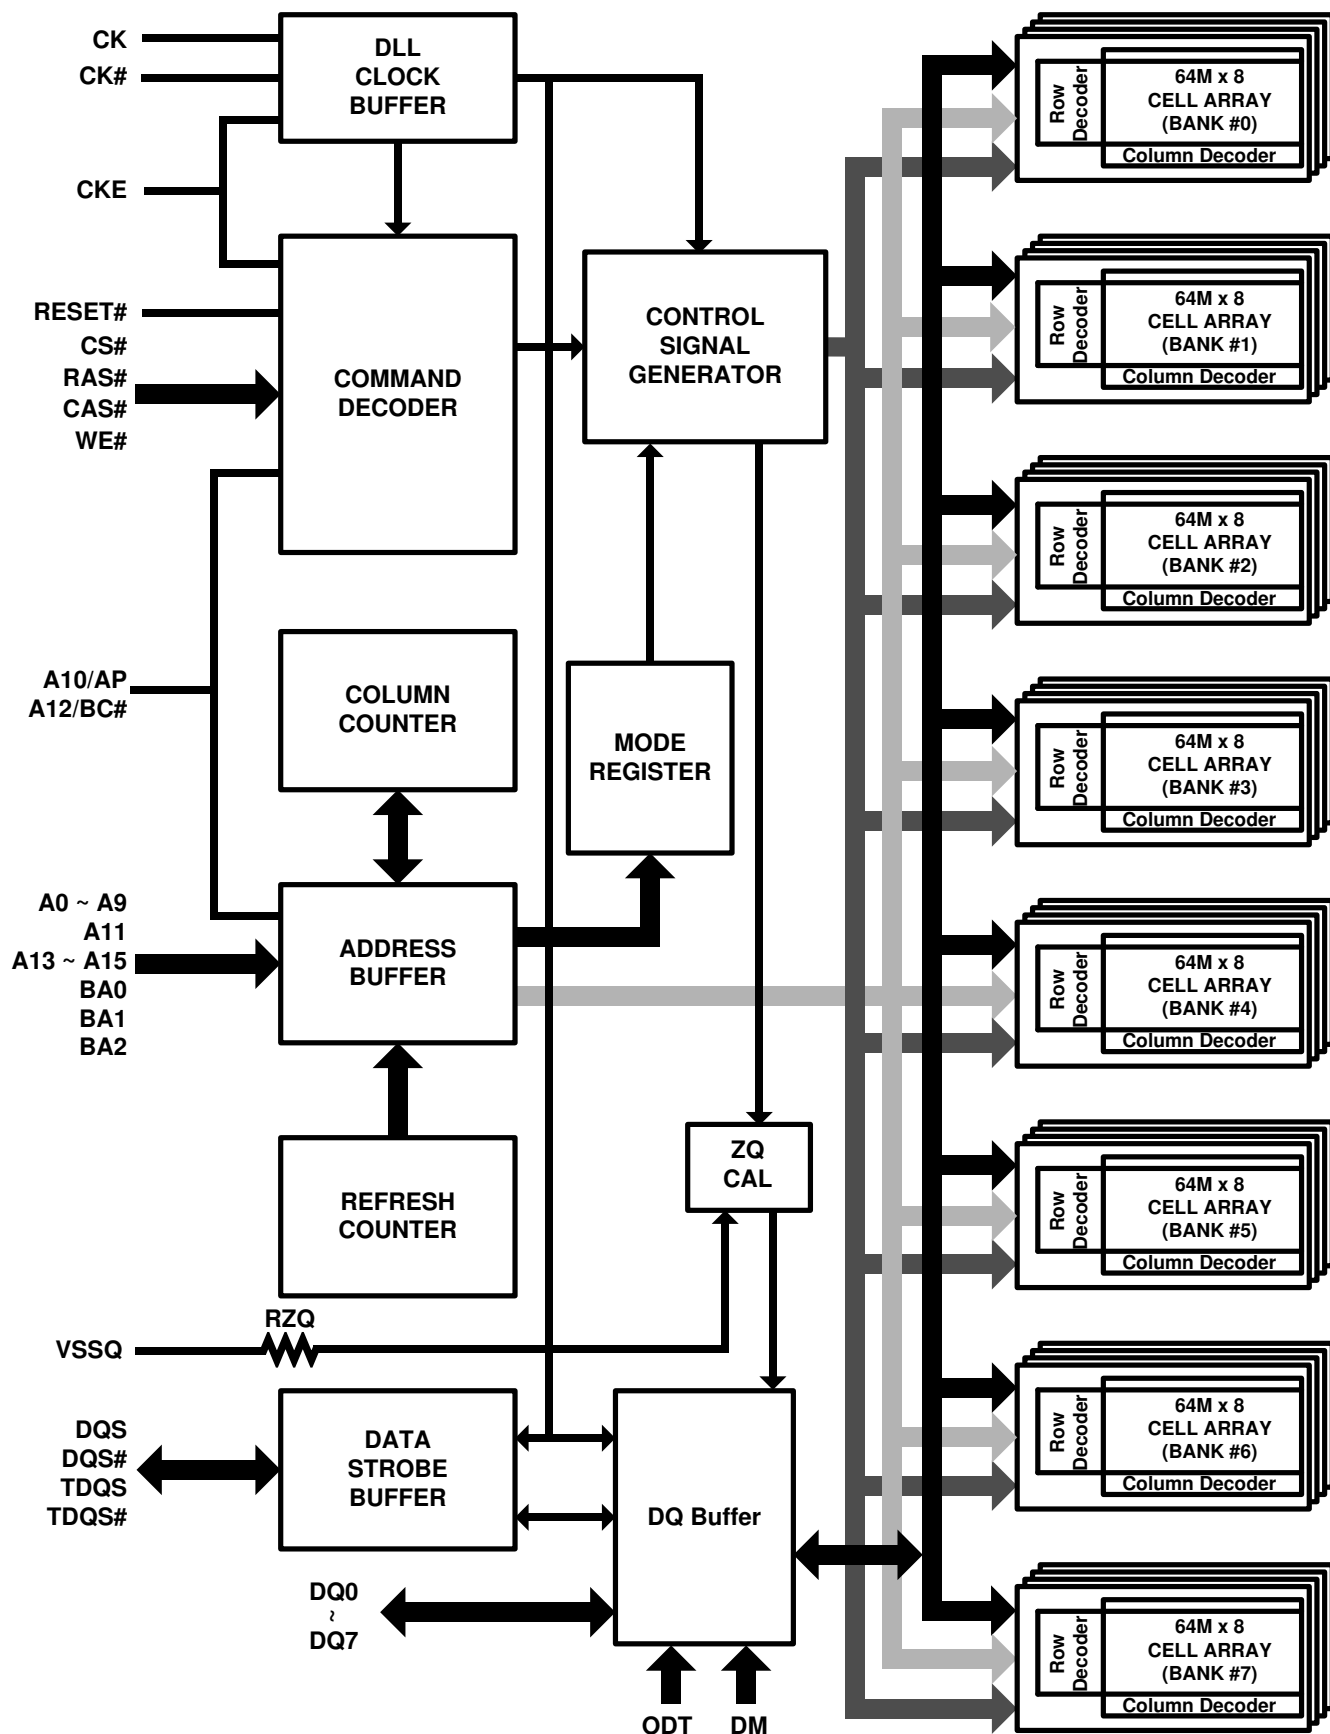 CK
CK#
CKE
RESET#
CS#
RAS#
CAS#
WE#
A10/AP
A12/BC#
A0 ~ A9
A11
A13 ~ A15
BA0
BA1
BA2
VSSQ
RZQ
DQS
DQS#
TDQS
TDQS#
DQ0
~
DQ7
DLL
CLOCK
BUFFER
COMMAND
DECODER
COLUMN
COUNTER
ADDRESS
BUFFER
REFRESH
COUNTER
DATA
STROBE
BUFFER
CONTROL
SIGNAL
GENERATOR
MODE
REGISTER
ZQ
CAL
DQ Buffer
ODT
DM
Row
Decoder
64M x 8
CELL ARRAY
(BANK #0)
Column Decoder
Row
Decoder
64M x 8
CELL ARRAY
(BANK #1)
Column Decoder
Row
Decoder
64M x 8
CELL ARRAY
(BANK #2)
Column Decoder
Row
Decoder
64M x 8
CELL ARRAY
(BANK #3)
Column Decoder
Row
Decoder
64M x 8
CELL ARRAY
(BANK #4)
Column Decoder
Row
Decoder
64M x 8
CELL ARRAY
(BANK #5)
Column Decoder
Row
Decoder
64M x 8
CELL ARRAY
(BANK #6)
Column Decoder
Row
Decoder
64M x 8
CELL ARRAY
(BANK #7)
Column Decoder